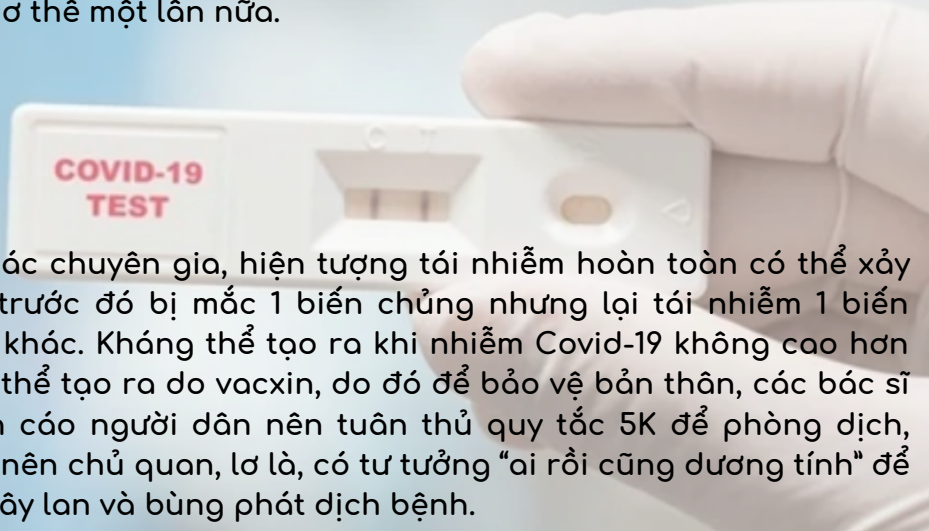 ơ thể một lần nữa.
C T
COVID-19
TEST
ác chuyên gia, hiện tượng tái nhiễm hoàn toàn có thể xảy
trước đó bị mắc 1 biến chủng nhưng lại tái nhiễm 1 biến
khác. Kháng thể tạo ra khi nhiễm Covid-19 không cao hơn
thể tạo ra do vacxin, do đó để bảo vệ bản thân, các bác sĩ
cáo người dân nên tuân thủ quy tắc 5K để phòng dịch,
nên chủ quan, lơ là, có tư tưởng “ai rồi cũng dương tính” để
ây lan và bùng phát dịch bệnh.